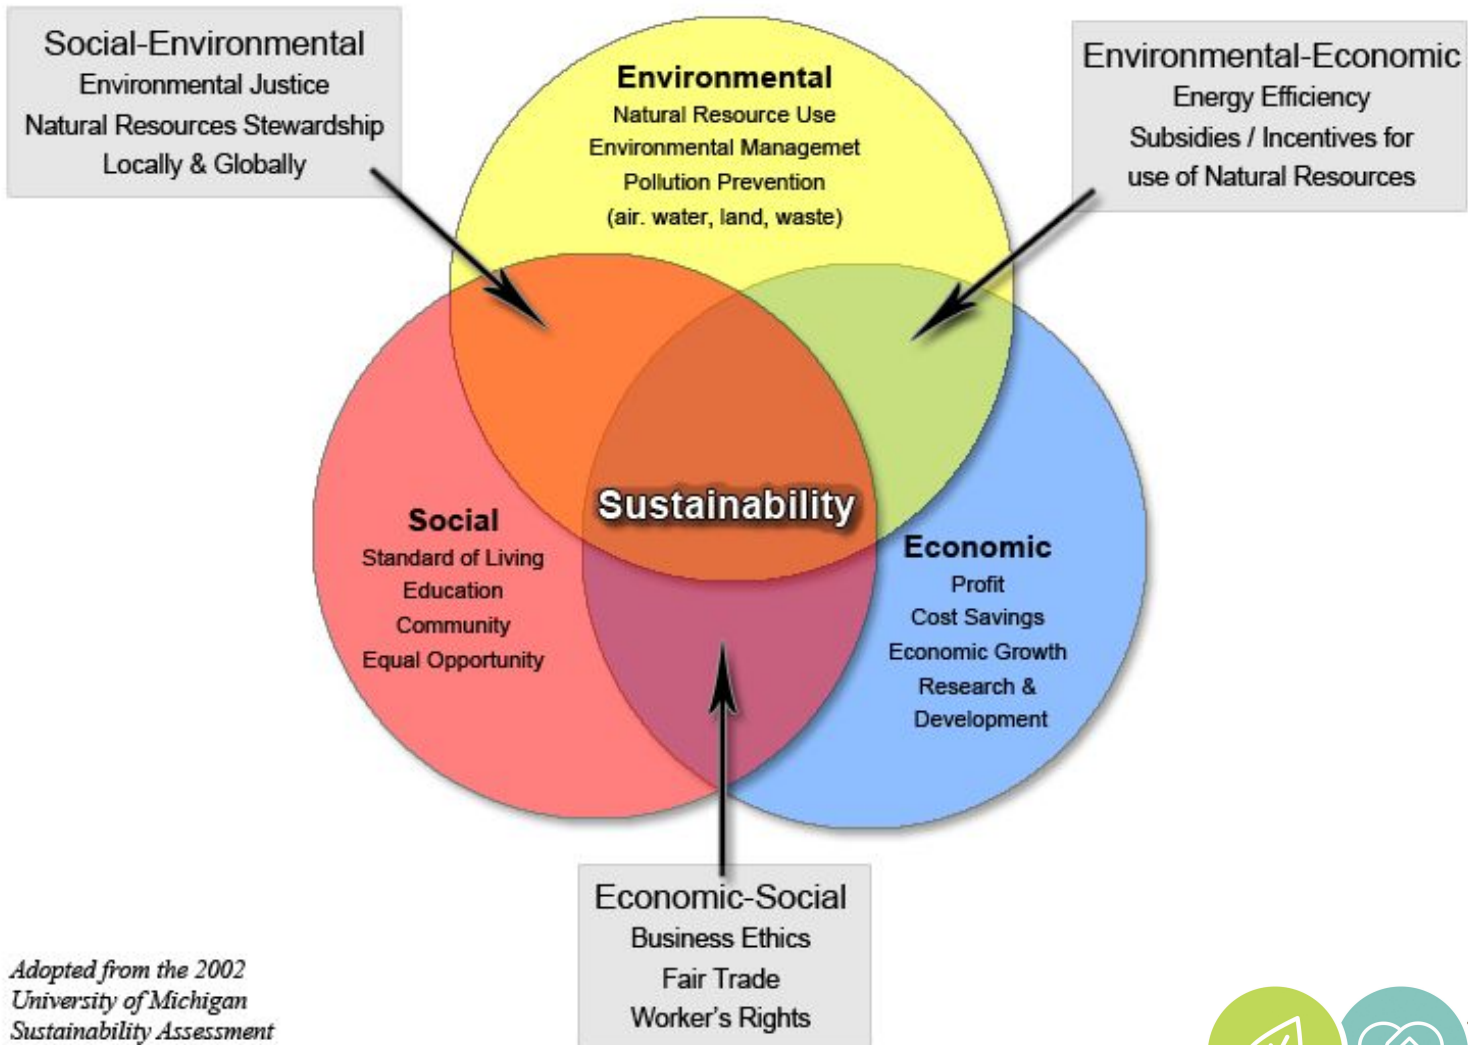 Social-Environmental
Environmental Justice
Natural Resources Stewardship
Locally & Globally
Environmental
Natural Resource Use
Environmental Managemet
Pollution Prevention
(air. water, land, waste)
Environmental-Economic
Energy Efficiency
Subsidies / Incentives for
use of Natural Resources
Sustainability
Social
Standard of Living
Education
Community
Equal Opportunity
Economic
Profit
Cost Savings
Economic Growth
Research &
Development
Economic-Social
Business Ethics
Fair Trade
Worker's Rights
Adopted from the 2002
University of Michigan
Sustainability Assessment